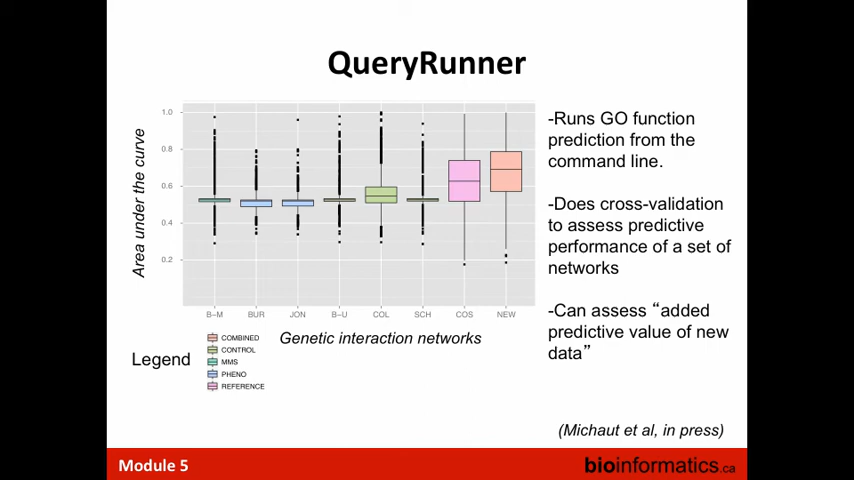 QueryRunner
Area under the curve
1.0
0.8
0.6
0.4
0.2
B-M BUR JON B-U COL SCH COS NEW
Genetic interaction networks
Legend
COMBINED
CONTROL
MMS
PHENO
REFERENCE
-Runs GO function
prediction from the
command line.
-Does cross-validation
to assess predictive
performance of a set of
networks
-Can assess “added
predictive value of new
data”
(Michaut et al, in press)
Module 5
bioinformatics.ca